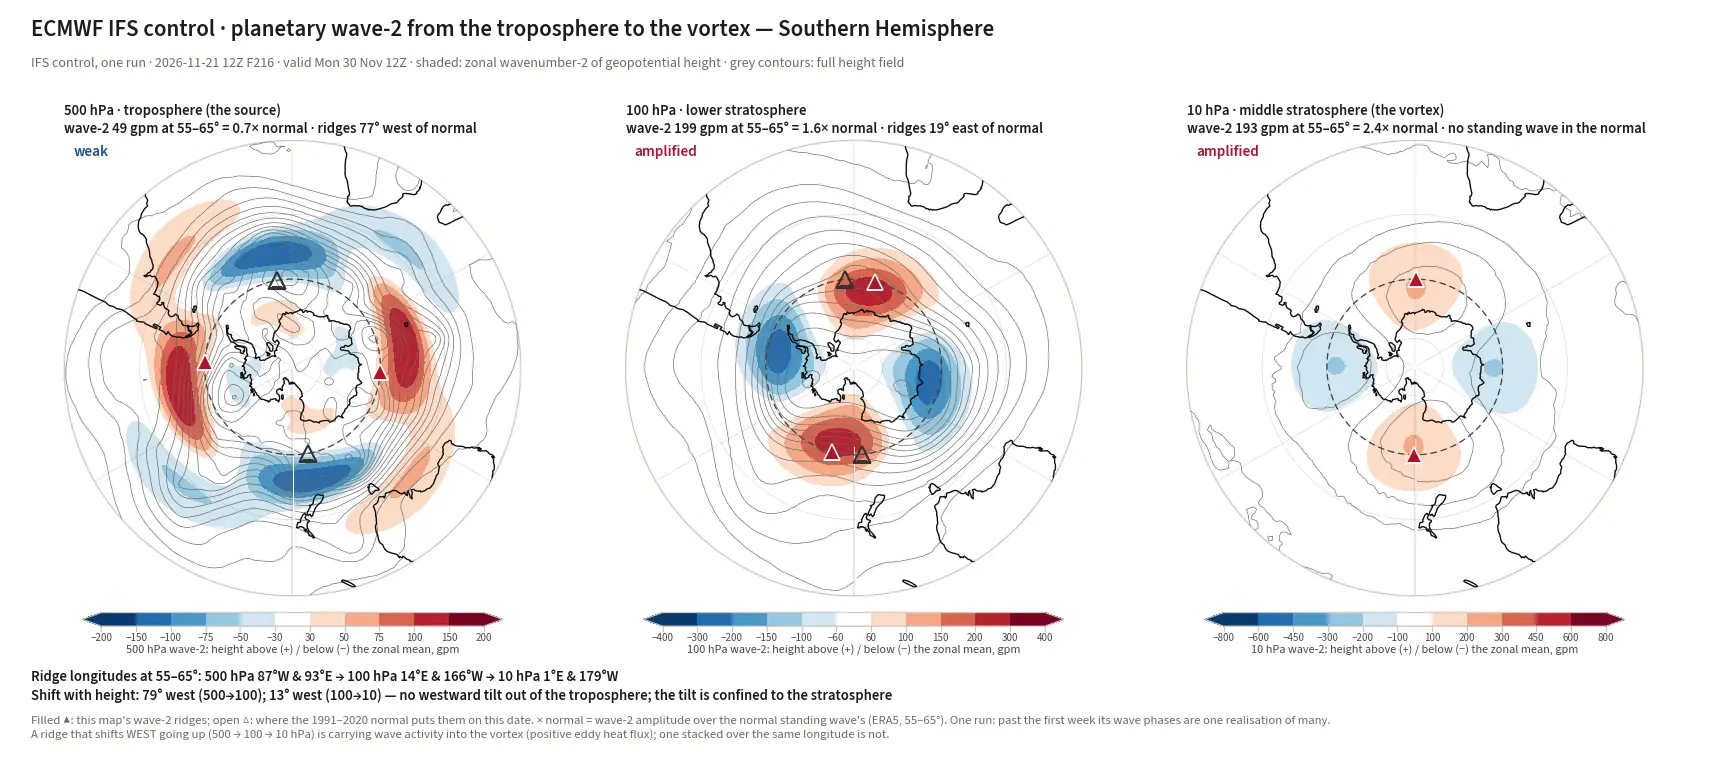 ECMWF IFS control · planetary wave-2 from the troposphere to the vortex — Southern Hemisphere
IFS control, one run · 2026-11-21 12Z F216 · valid Mon 30 Nov 12Z · shaded: zonal wavenumber-2 of geopotential height · grey contours: full height field
500 hPa · troposphere (the source)
wave-2 49 gpm at 55–65° = 0.7× normal · ridges 77° west of normal
weak
100 hPa · lower stratosphere
wave-2 199 gpm at 55–65° = 1.6× normal · ridges 19° east of normal
amplified
10 hPa · middle stratosphere (the vortex)
wave-2 193 gpm at 55–65° = 2.4× normal · no standing wave in the normal
amplified
−200 −150 −100 −75 −50 −30 30 50 75 100 150 200
500 hPa wave-2: height above (+) / below (−) the zonal mean, gpm
−400 −300 −200 −150 −100 −60 60 100 150 200 300 400
100 hPa wave-2: height above (+) / below (−) the zonal mean, gpm
−800 −600 −450 −300 −200 −100 100 200 300 450 600 800
10 hPa wave-2: height above (+) / below (−) the zonal mean, gpm
Ridge longitudes at 55–65°: 500 hPa 87°W & 93°E → 100 hPa 14°E & 166°W → 10 hPa 1°E & 179°W
Shift with height: 79° west (500→100); 13° west (100→10) — no westward tilt out of the troposphere; the tilt is confined to the stratosphere
Filled ▲: this map's wave-2 ridges; open △: where the 1991–2020 normal puts them on this date. × normal = wave-2 amplitude over the normal standing wave's (ERA5, 55–65°). One run: past the first week its wave phases are one realisation of many.
A ridge that shifts WEST going up (500 → 100 → 10 hPa) is carrying wave activity into the vortex (positive eddy heat flux); one stacked over the same longitude is not.